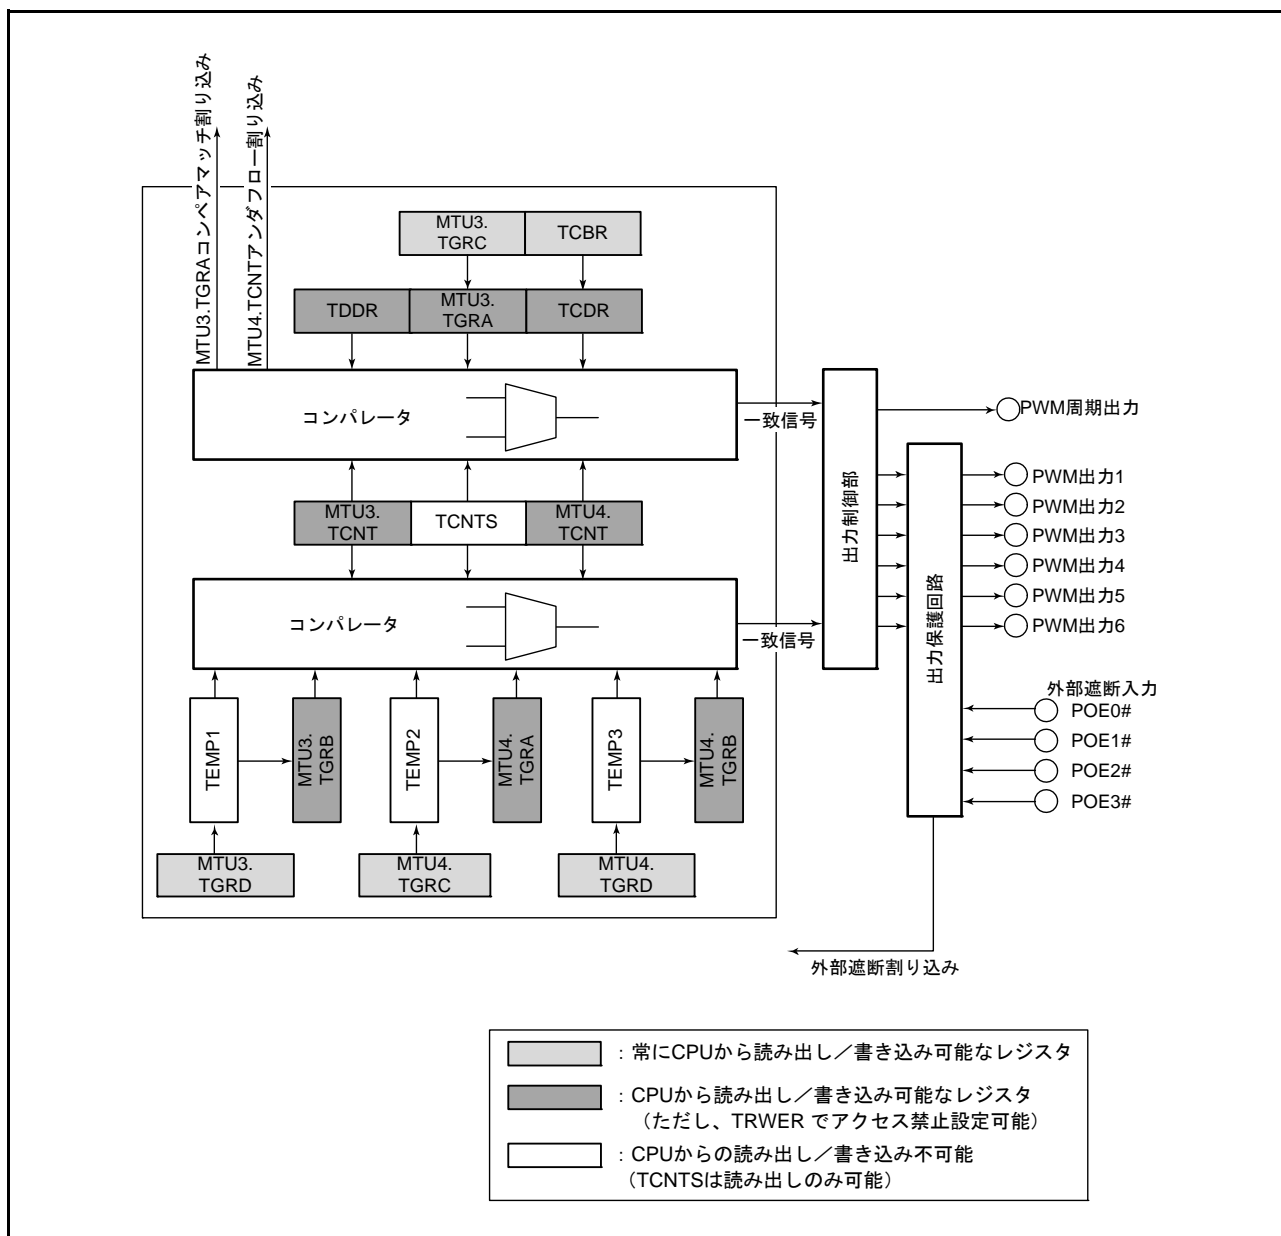 MTU3.TGRAコンペアマッチ割り込み
MTU4.TCNTアンダフロー割り込み
MTU3.
TGRC
TCBR
TDDR
MTU3.
TGRA
TCDR
コンパレータ
一致信号
PWM周期出力
MTU3.
TCNT
TCNTS
MTU4.
TCNT
出力制御部
出力保護回路
PWM出力1
PWM出力2
PWM出力3
PWM出力4
PWM出力5
PWM出力6
コンパレータ
一致信号
外部遮断入力
POE0#
POE1#
POE2#
POE3#
TEMP1
MTU3.
TGRB
TEMP2
MTU4.
TGRA
TEMP3
MTU4.
TGRB
MTU3.
TGRD
MTU4.
TGRC
MTU4.
TGRD
外部遮断割り込み
：常にCPUから読み出し／書き込み可能なレジスタ
：CPUから読み出し／書き込み可能なレジスタ
（ただし、TRWER でアクセス禁止設定可能）
：CPUからの読み出し／書き込み不可能
（TCNTSは読み出しのみ可能）